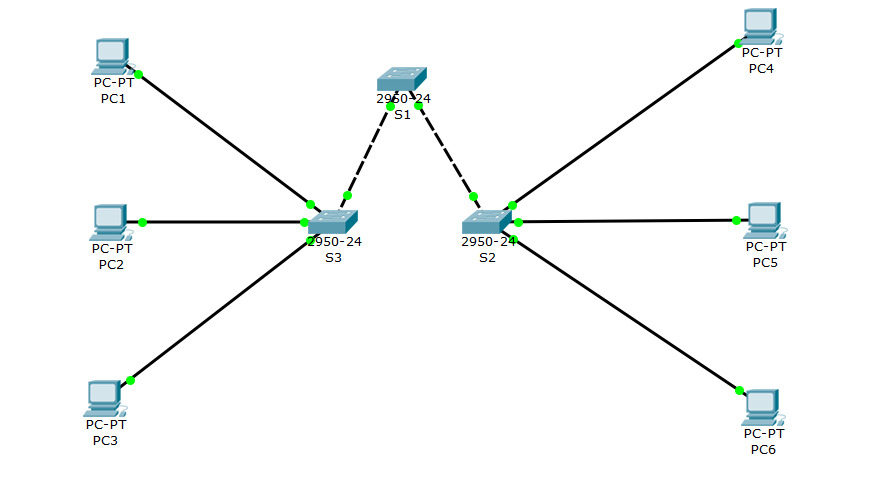 PC-PT
PC1
2950-24
S1
PC-PT
PC4
PC-PT
PC2
2950-24
S3
2950-24
S2
PC-PT
PC5
PC-PT
PC3
PC-PT
PC6